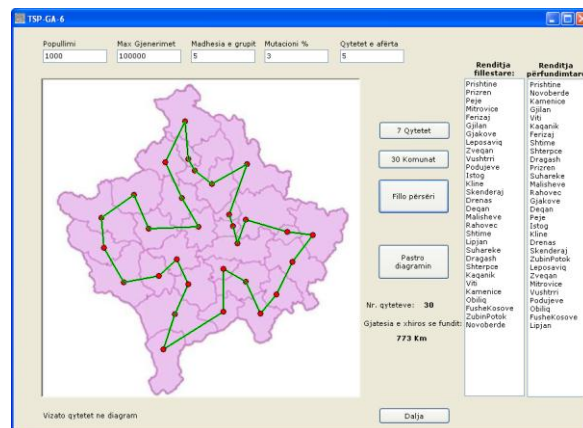 TSP-GA-6
Popullimi
Max Gjenerimet
Madhesia e grupit
Mutacioni %
Qytetet e afërta
1000
100000
5
3
5
7 Qytetet
30 Komunat
Fillo përséri
Pastro
diagramin
Nr. qyteteve: 30
Gjatesia e xhiros se fundit:
773 Km
Vizato qytetet ne diagram
Dalja
Renditja
fillestare:
Prishtine
Prizren
Peje
Mitrovice
Ferizaj
Gjilan
Gjakove
Leposaviq
Zveqan
Vushtrri
Podujeve
Istog
Kline
Skenderaj
Drenas
Deqan
Malisheve
Rahovec
Shtime
Lipjan
Suhareke
Dragash
Shterpce
Kaqanik
Viti
Kamenice
Obiliq
FusheKosove
ZubinPotok
Novoberde
Renditja
përfundimtare:
Prishtine
Novoberde
Kamenice
Gjilan
Viti
Kaqanik
Ferizaj
Shtime
Shterpce
Dragash
Prizren
Suhareke
Malisheve
Rahovec
Gjakove
Deqan
Peje
Istog
Kline
Drenas
Skenderaj
ZubinPotok
Leposaviq
Zveqan
Mitrovice
Vushtrri
Podujeve
Obiliq
FusheKosove
Lipjan